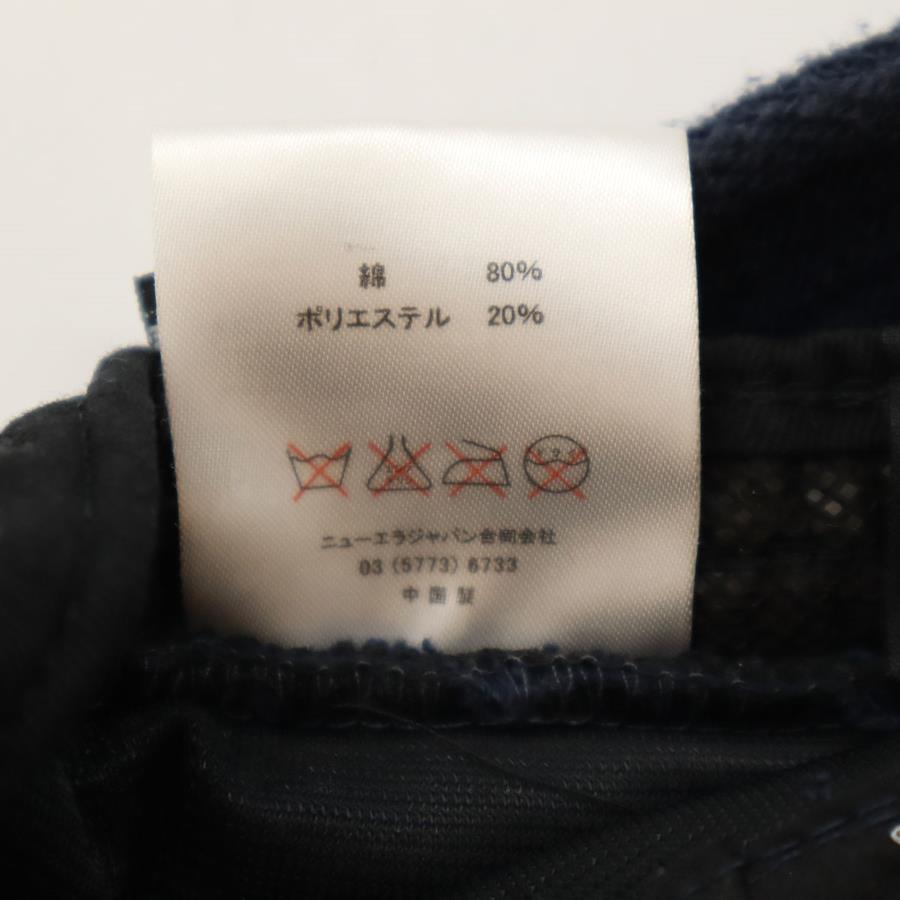 綿 80%
ポリエステル 20%
ニューエラジャパン合同会社
03 (5773) 6733
中国製